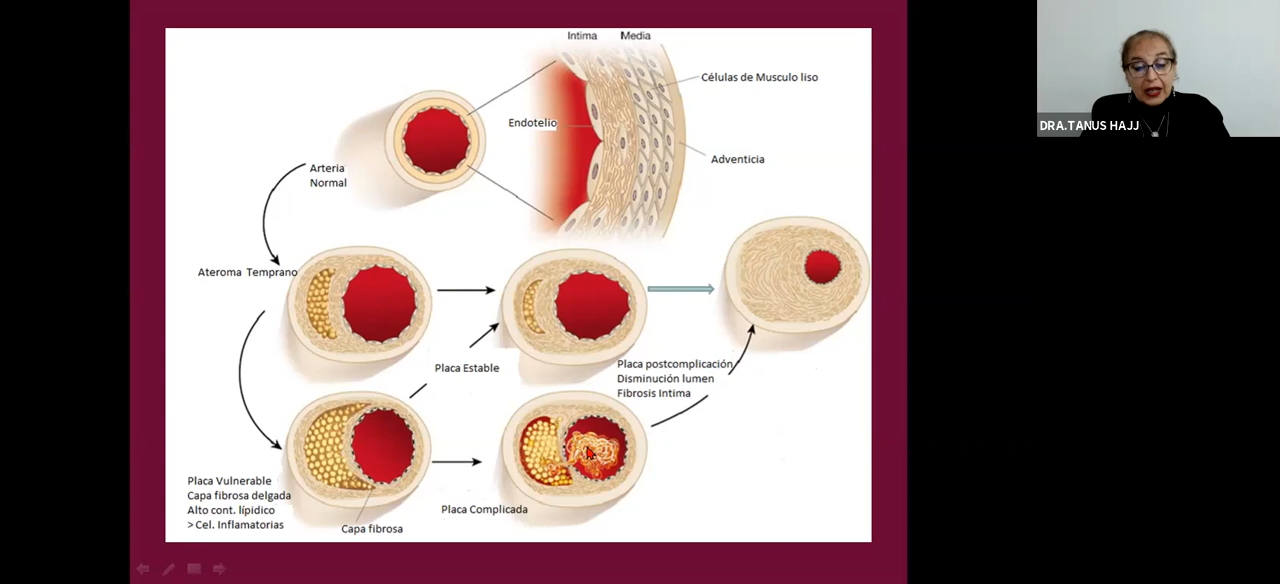 Intima Media
Células de Musculo liso
Endotelio
Adventicia
Arteria
Normal
Ateroma Temprano
Placa Estable
Placa postcomplicación
Disminución lumen
Fibrosis Intima
Placa Vulnerable
Capa fibrosa delgada
Alto cont. lípídico
> Cel. Inflamatorias
Capa fibrosa
Placa Complicada
DRA.TANUS HAJJ